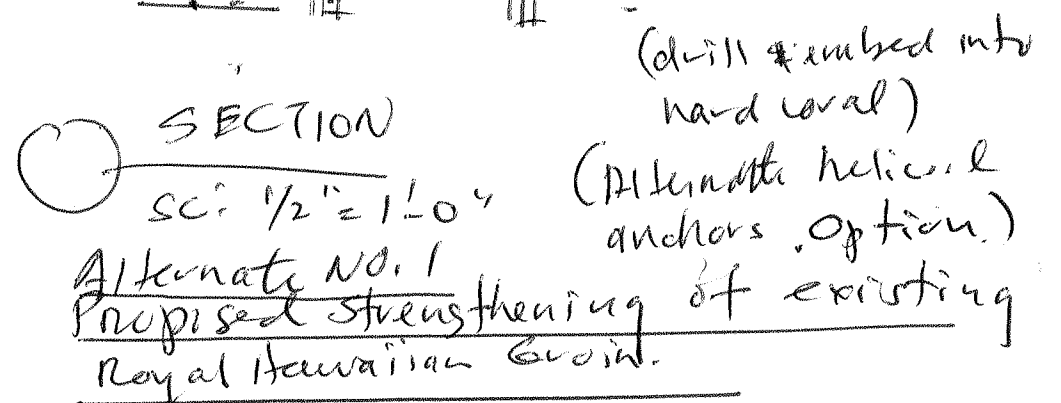 (drill & embed into
hard coral)
SECTION
SC: 1/2" = 1'-0"
(Alternate helical
anchors. Option.)
Alternate No. 1
Proposed strengthening of existing
Royal Hawaiian Groin.